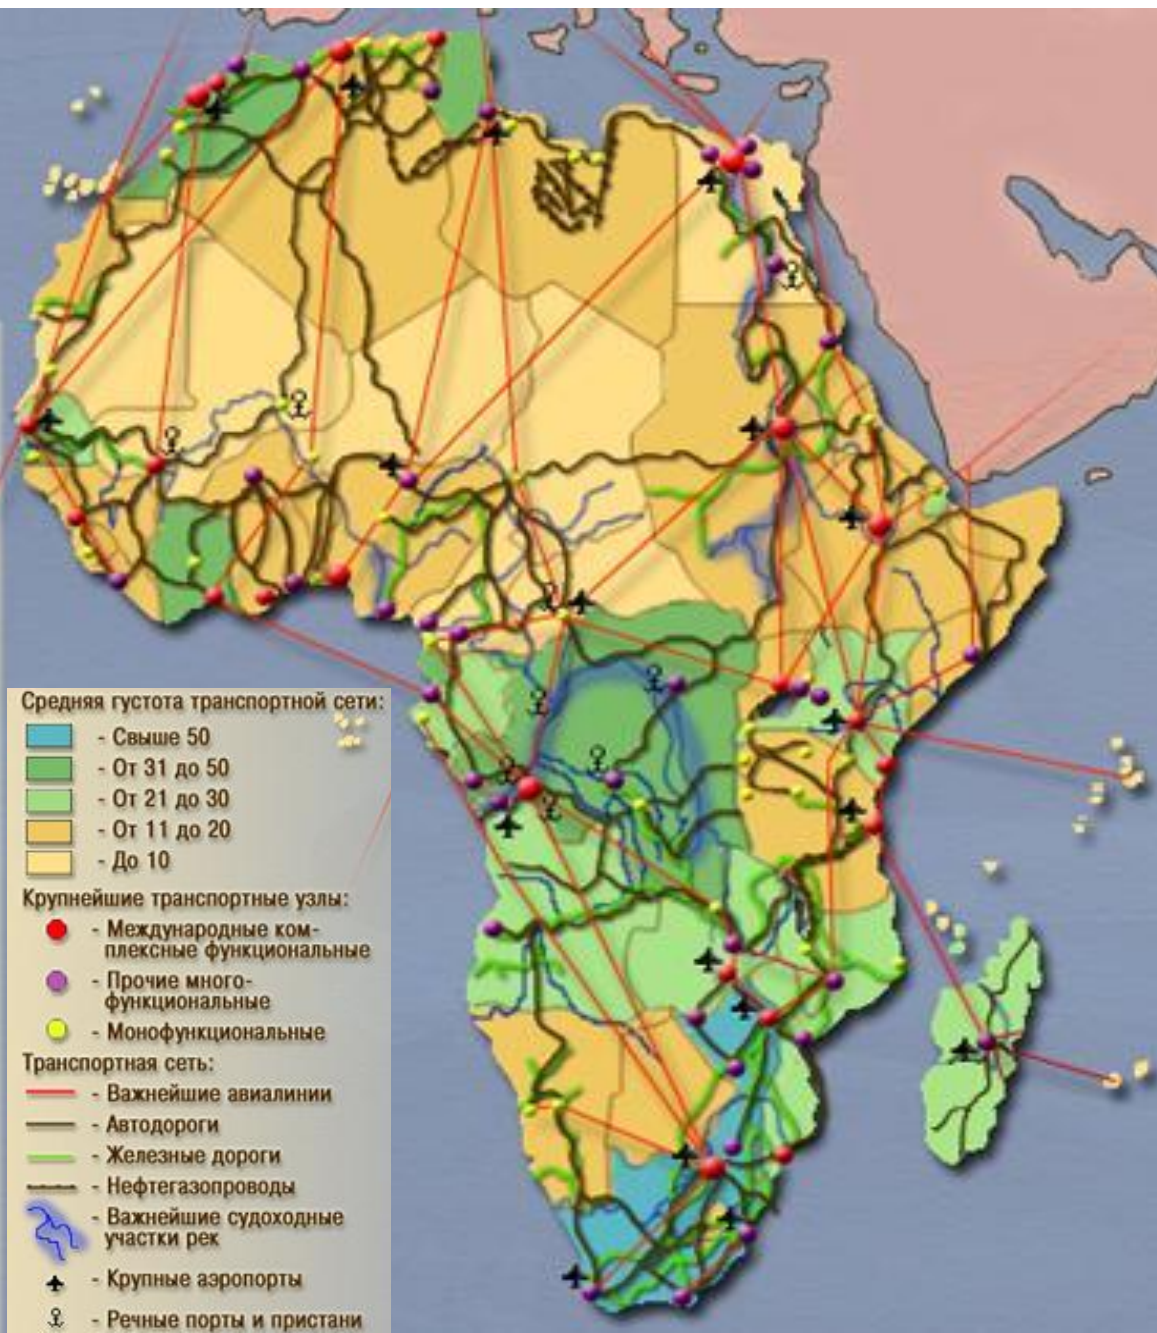 Средняя густота транспортной сети:
- Свыше 50
- От 31 до 50
- От 21 до 30
- От 11 до 20
- До 10
Крупнейшие транспортные узлы:
- Международные ком-
плексные функциональные
- Прочие много-
функциональные
- Монофункциональные
Транспортная сеть:
- Важнейшие авиалинии
- Автодороги
- Железные дороги
- Нефтегазопроводы
- Важнейшие судоходные
участки рек
- Крупные аэропорты
- Речные порты и пристани